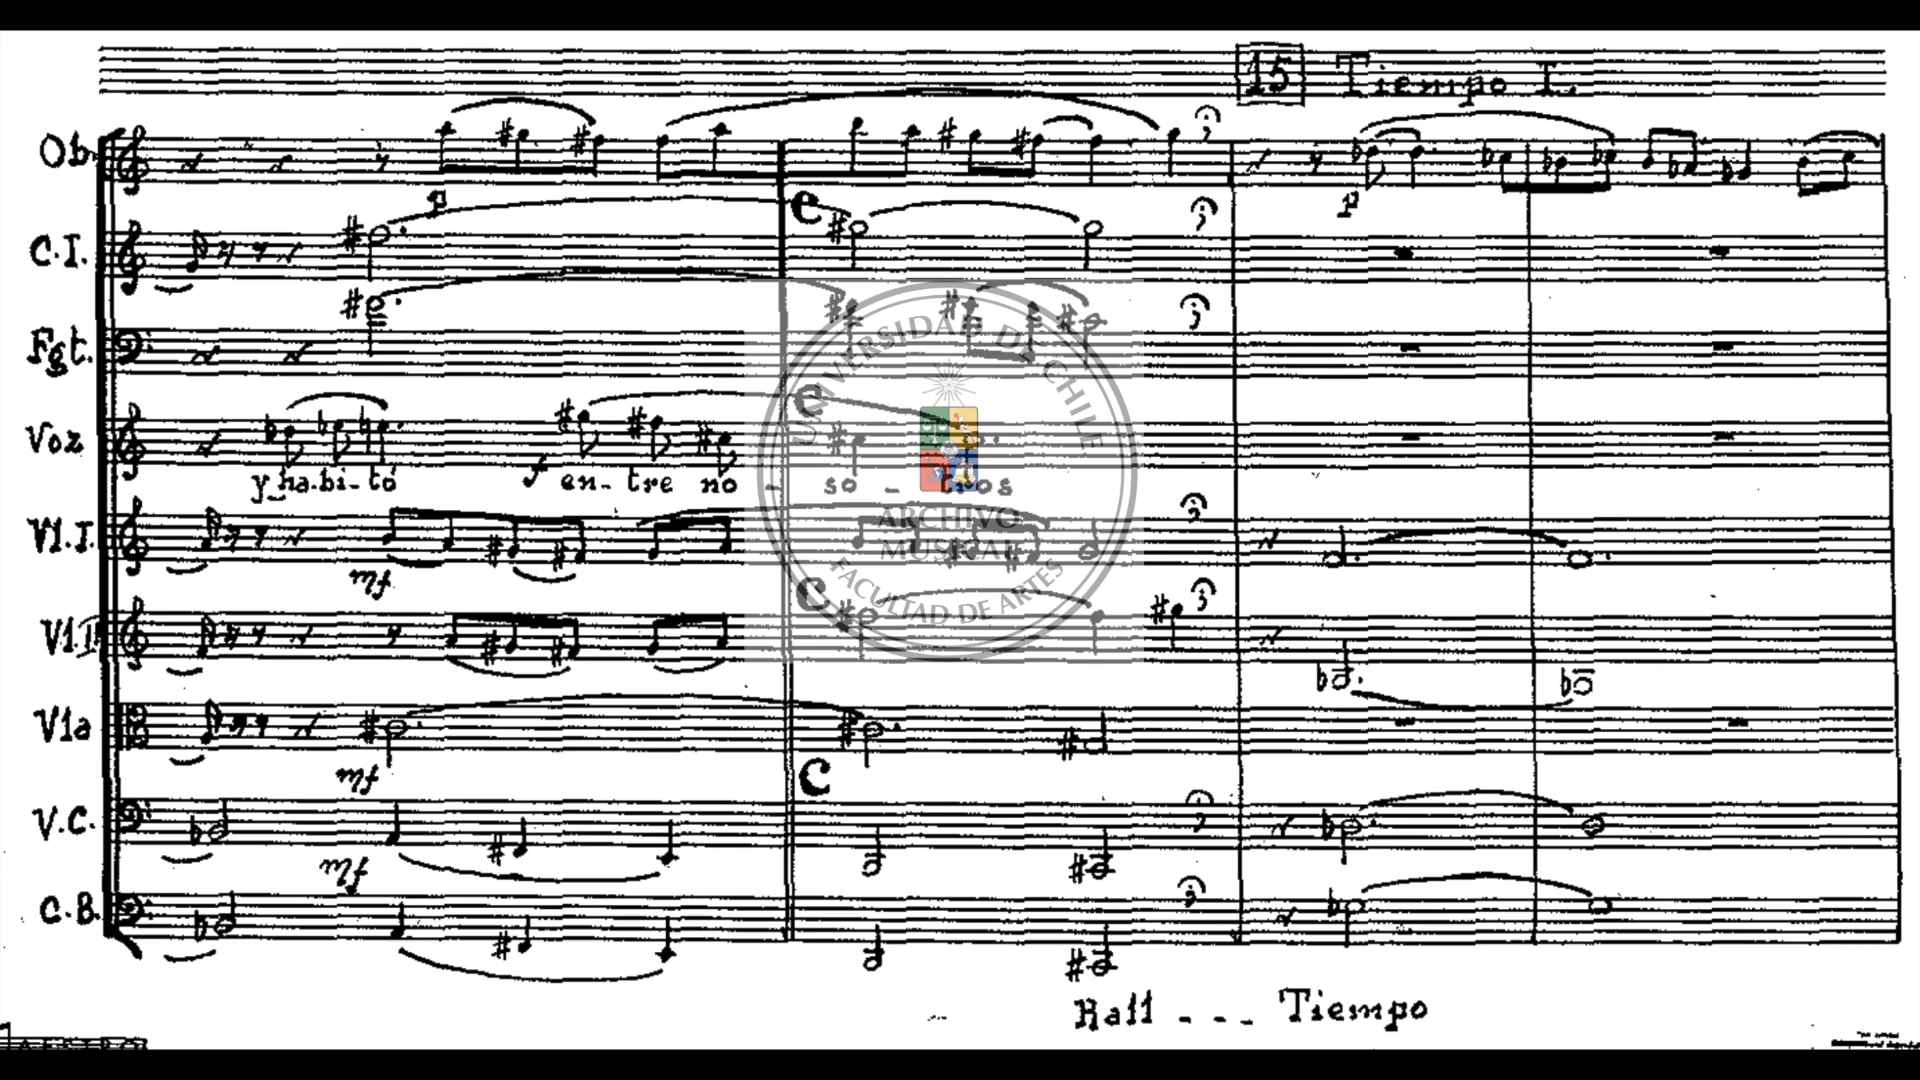 15 Tiempo I.
Ob.
p
p
C.I.
Fgt.
Voz
y ha-bi-tó f en-tre no - so - tros
Vl.I.
mf
Vl.II
Vla
mf
V.C.
mf
C.B.
Rall - - - Tiempo
UNIVERSIDAD DE CHILE
ARCHIVO
MUSICAL
FACULTAD DE ARTES